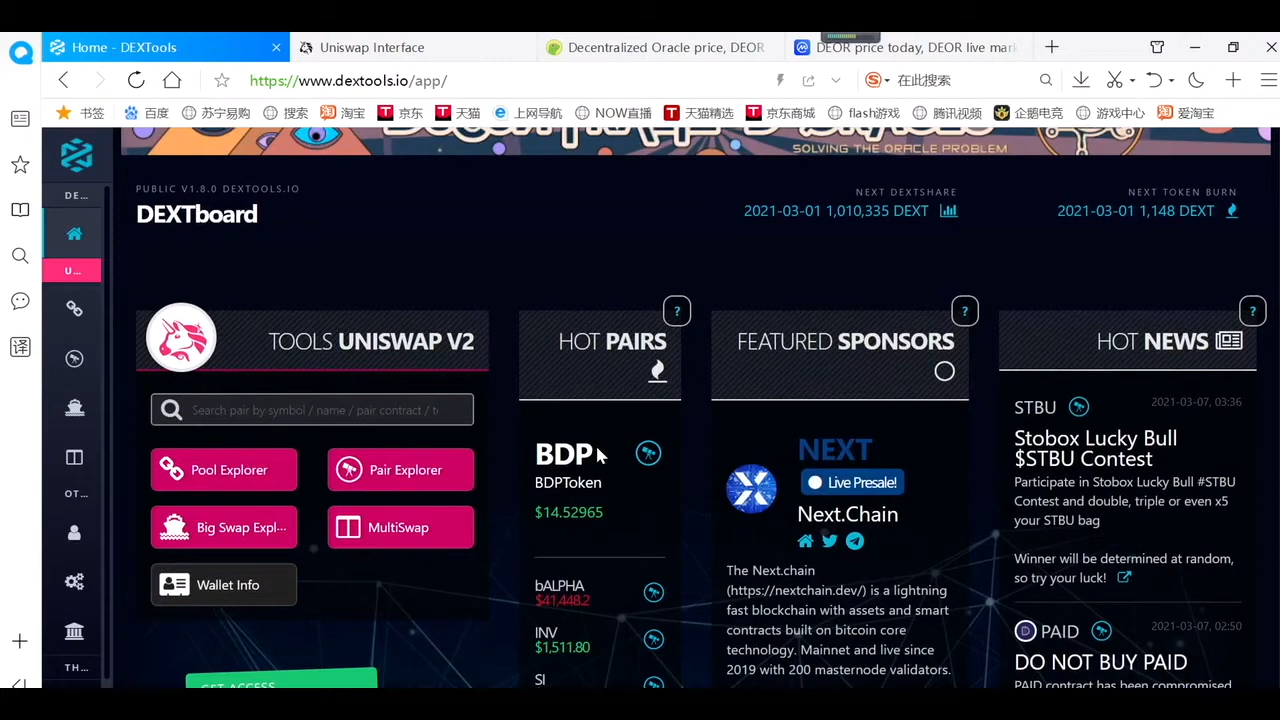 Home - DEXTools
Uniswap Interface
Decentralized Oracle price, DEOR
DEOR price today, DEOR live mar
https://www.dextools.io/app/
在此搜索
书签
百度
苏宁易购
搜索
淘宝
京东
天猫
上网导航
NOW直播
天猫精选
京东商城
flash游戏
腾讯视频
企鹅电竞
游戏中心
爱淘宝
译
SOLVING THE ORACLE PROBLEM
DE...
U...
OT...
TH...
PUBLIC V1.8.0 DEXTOOLS.IO
DEXTboard
NEXT DEXTSHARE
2021-03-01 1,010,335 DEXT
NEXT TOKEN BURN
2021-03-01 1,148 DEXT
TOOLS UNISWAP V2
Search pair by symbol / name / pair contract / t
Pool Explorer
Pair Explorer
Big Swap Expl...
MultiSwap
Wallet Info
GET ACCESS
?
HOT PAIRS
BDP
BDPToken
$14.52965
bALPHA
$41,448.2
INV
$1,511.80
SI
?
FEATURED SPONSORS
NEXT
Live Presale!
Next.Chain
The Next.chain
(https://nextchain.dev/) is a lightning
fast blockchain with assets and smart
contracts built on bitcoin core
technology. Mainnet and live since
2019 with 200 masternode validators.
?
HOT NEWS
STBU
2021-03-07, 03:36
Stobox Lucky Bull
$STBU Contest
Participate in Stobox Lucky Bull #STBU
Contest and double, triple or even x5
your STBU bag
Winner will be determined at random,
so try your luck!
PAID
2021-03-07, 02:50
DO NOT BUY PAID
PAID contract has been compromised